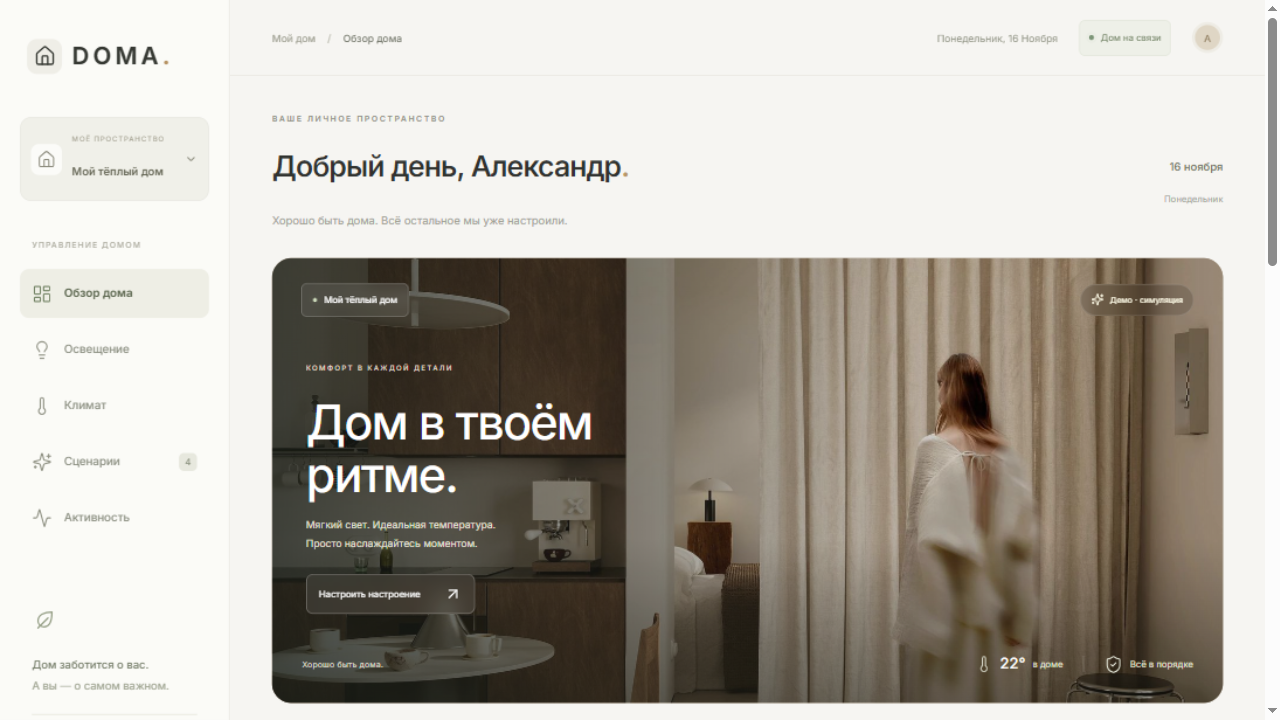 DOMA.
МОЁ ПРОСТРАНСТВО
Мой тёплый дом
УПРАВЛЕНИЕ ДОМОМ
Обзор дома
Освещение
Климат
Сценарии 4
Активность
Дом заботится о вас.
А вы — о самом важном.
Мой дом / Обзор дома
Понедельник, 16 Ноября
Дом на связи
А
ВАШЕ ЛИЧНОЕ ПРОСТРАНСТВО
Добрый день, Александр.
Хорошо быть дома. Всё остальное мы уже настроили.
16 ноября
Понедельник
Мой тёплый дом
Демо · симуляция
КОМФОРТ В КАЖДОЙ ДЕТАЛИ
Дом в твоём
ритме.
Мягкий свет. Идеальная температура.
Просто наслаждайтесь моментом.
Настроить настроение
Хорошо быть дома.
22° в доме
Всё в порядке